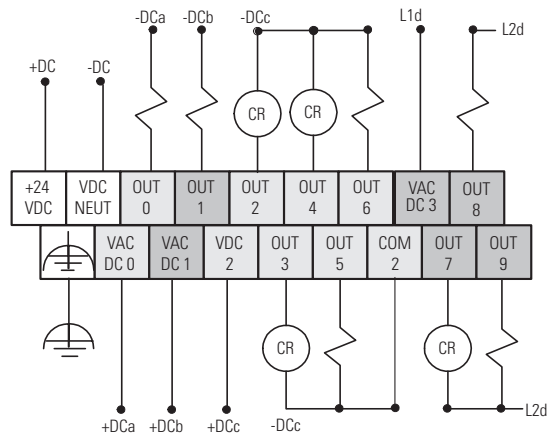 -DCa -DCb -DCc L1d L2d
+DC -DC
CR CR
+24 VDC NEUT OUT 0 OUT 1 OUT 2 OUT 4 OUT 6 VAC DC 3 OUT 8
VDC
VAC DC 0 VAC DC 1 VDC 2 OUT 3 OUT 5 COM 2 OUT 7 OUT 9
CR CR
+DCa +DCb +DCc -DCc L2d